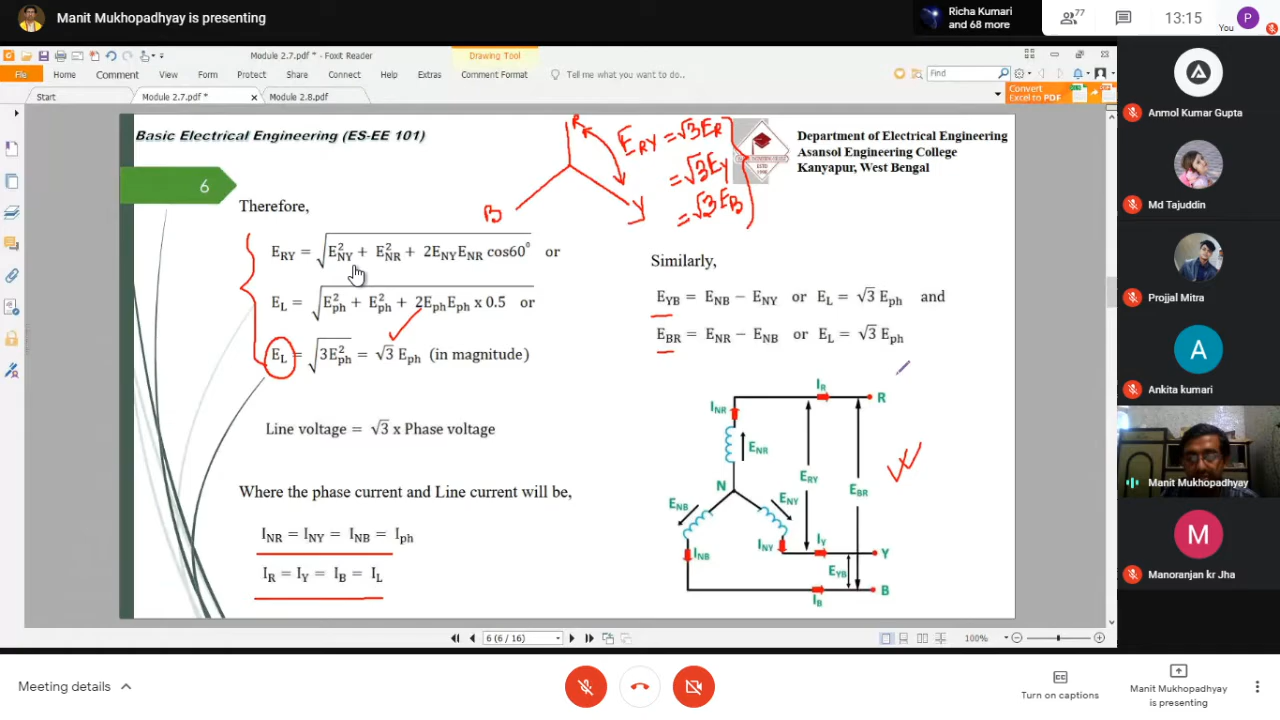 Manit Mukhopadhyay is presenting
Richa Kumari
and 68 more
77
13:15
You
P
Module 2.7.pdf * - Foxit Reader
Drawing Tool
File
Home
Comment
View
Form
Protect
Share
Connect
Help
Extras
Comment Format
Tell me what you want to do...
Find
Start
Module 2.7.pdf *
Module 2.8.pdf
Convert
Excel to PDF
Basic Electrical Engineering (ES-EE 101)
Department of Electrical Engineering
Asansol Engineering College
Kanyapur, West Bengal
6
R
Y
B
E_RY = √3E_R
= √3E_Y
= √3E_B
Therefore,
E_RY = √(E²_NY + E²_NR + 2E_NY E_NR cos60°) or
E_L = √(E²_ph + E²_ph + 2E_ph E_ph x 0.5) or
E_L = √(3E²_ph) = √3 E_ph (in magnitude)
Line voltage = √3 x Phase voltage
Where the phase current and Line current will be,
I_NR = I_NY = I_NB = I_ph
I_R = I_Y = I_B = I_L
Similarly,
E_YB = E_NB − E_NY or E_L = √3 E_ph and
E_BR = E_NR − E_NB or E_L = √3 E_ph
I_R
R
I_NR
E_NR
N
E_RY
E_BR
E_NB
E_NY
I_NB
I_NY
I_Y
Y
E_YB
B
I_B
6 (6 / 16)
100%
Anmol Kumar Gupta
Md Tajuddin
Projjal Mitra
A
Ankita kumari
Manit Mukhopadhyay
M
Manoranjan kr Jha
Meeting details
CC
Turn on captions
Manit Mukhopadhyay
is presenting